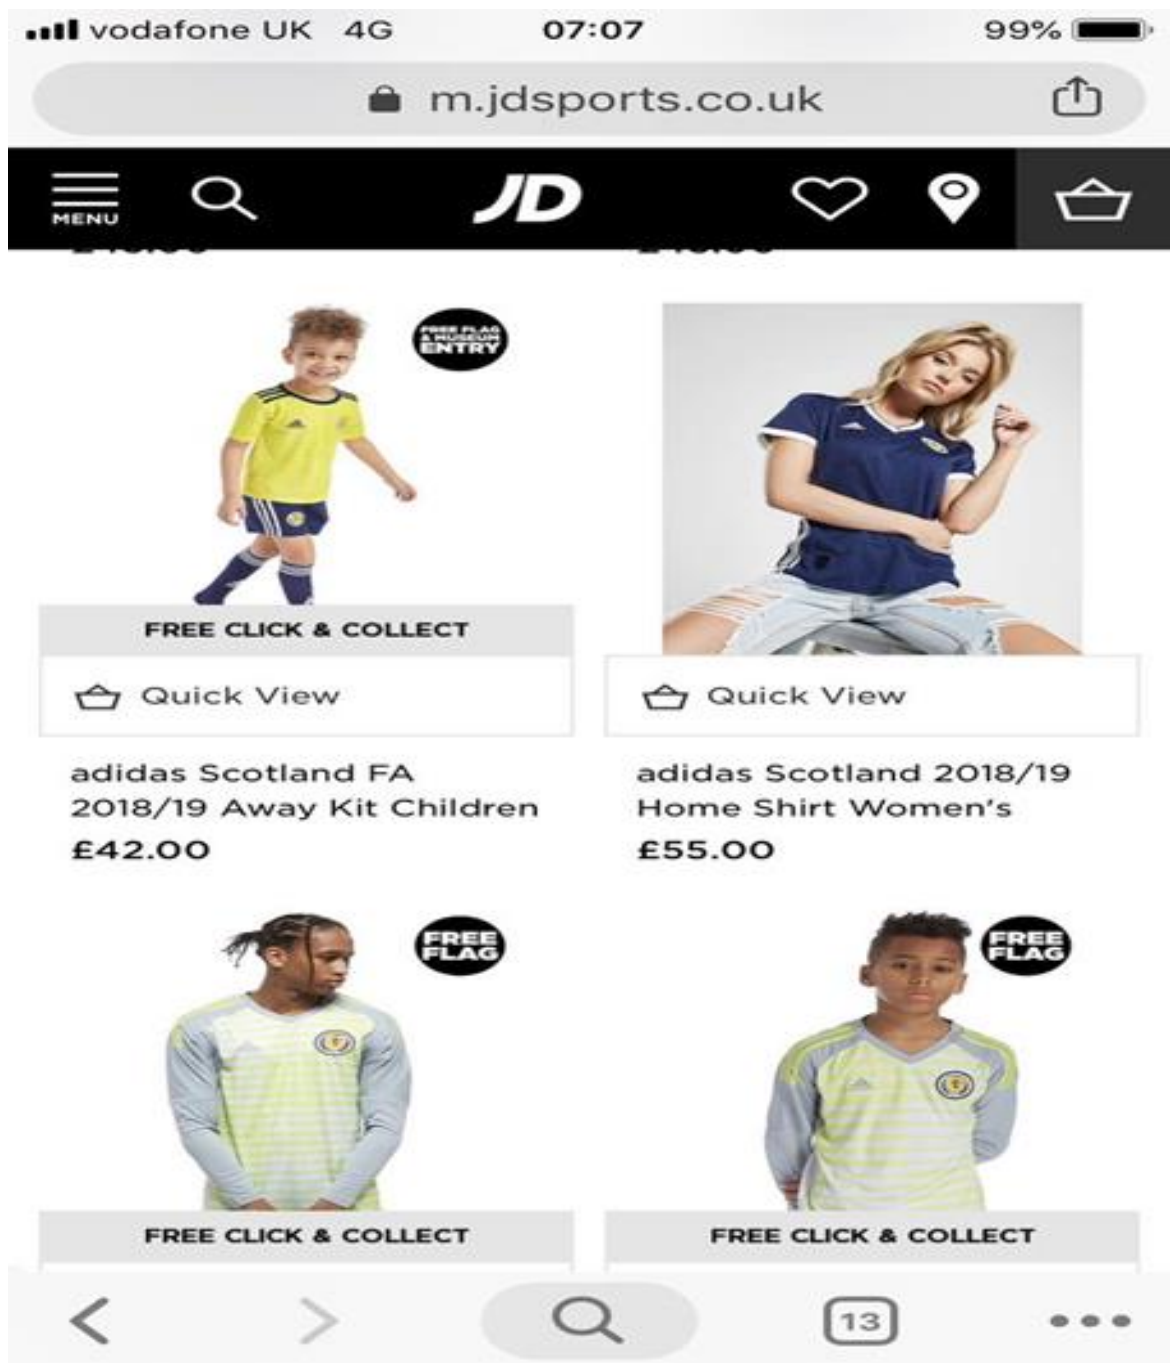 vodafone UK 4G 07:07 99%
m.jdsports.co.uk
MENU JD
FREE FLAG
& MUSEUM
ENTRY
FREE CLICK & COLLECT
Quick View
Quick View
adidas Scotland FA
2018/19 Away Kit Children
£42.00
adidas Scotland 2018/19
Home Shirt Women's
£55.00
FREE
FLAG
FREE
FLAG
FREE CLICK & COLLECT
FREE CLICK & COLLECT
13